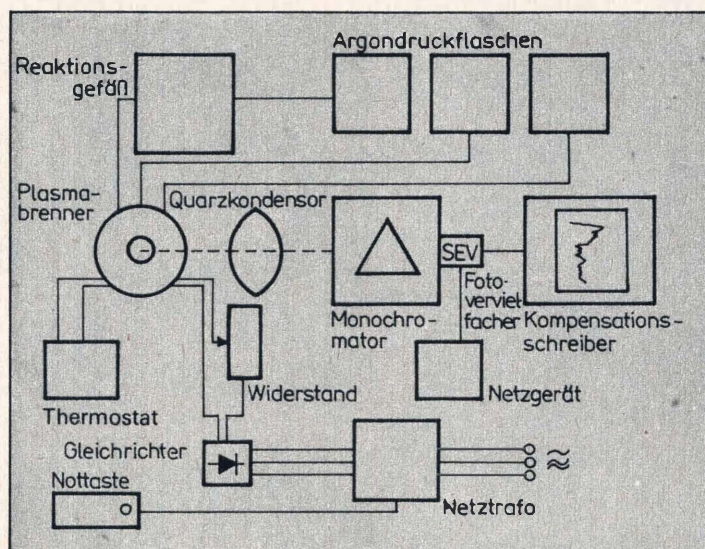 Argondruckflaschen
Reaktions-
gefäß
Plasma-
brenner
Quarzkondensor
SEV
Foto-
verviet
facher
Monochro-
mator
Kompensations-
schreiber
Thermostat
Widerstand
Netzgerät
Gleichrichter
Nottaste
Netztrafo